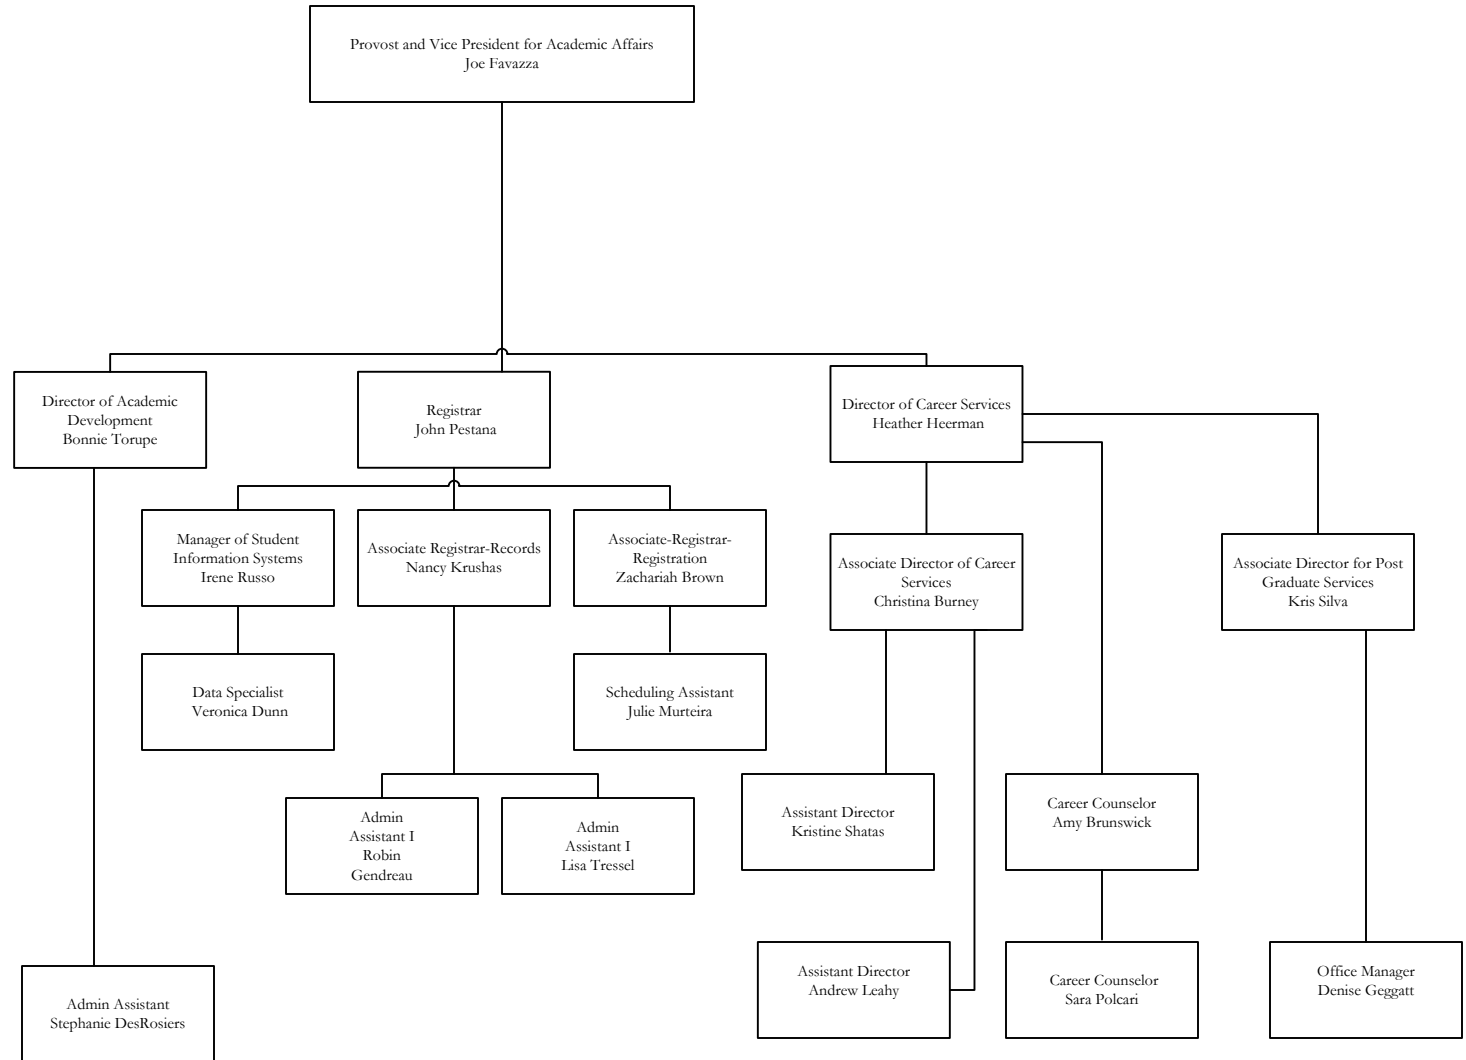 Provost and Vice President for Academic Affairs
Joe Favazza
Director of Academic
Development
Bonnie Torupe
Registrar
John Pestana
Director of Career Services
Heather Heerman
Manager of Student
Information Systems
Irene Russo
Associate Registrar-Records
Nancy Krushas
Associate-Registrar-
Registration
Zachariah Brown
Associate Director of Career
Services
Christina Burney
Associate Director for Post
Graduate Services
Kris Silva
Data Specialist
Veronica Dunn
Scheduling Assistant
Julie Murteira
Admin
Assistant I
Robin
Gendreau
Admin
Assistant I
Lisa Tressel
Assistant Director
Kristine Shatas
Career Counselor
Amy Brunswick
Admin Assistant
Stephanie DesRosiers
Assistant Director
Andrew Leahy
Career Counselor
Sara Polcari
Office Manager
Denise Geggatt